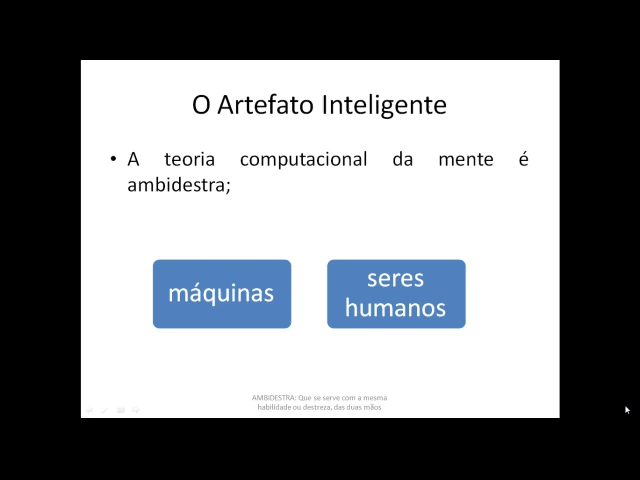 O Artefato Inteligente
• A teoria computacional da mente é
ambidestra;
máquinas
seres
humanos
AMBIDESTRA: Que se serve com a mesma
habilidade ou destreza, das duas mãos